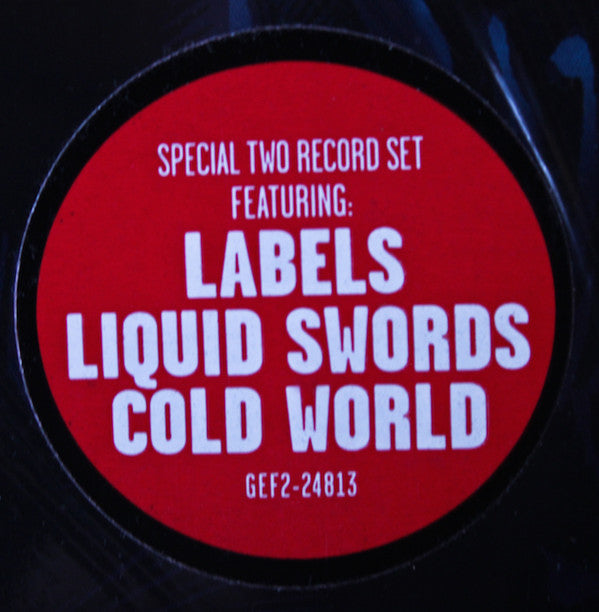 SPECIAL TWO RECORD SET
FEATURING:
LABELS
LIQUID SWORDS
COLD WORLD
GEF2-24813